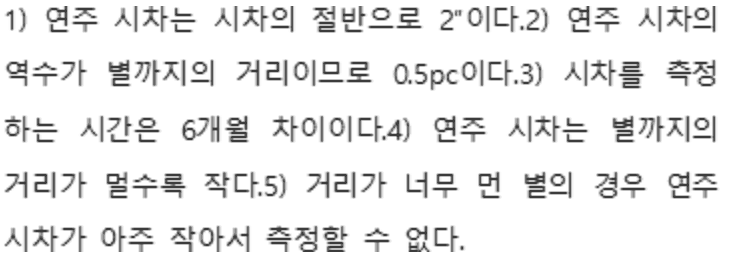 1) 연주 시차는 시차의 절반으로 2″이다.2) 연주 시차의
역수가 별까지의 거리이므로 0.5pc이다.3) 시차를 측정
하는 시간은 6개월 차이이다.4) 연주 시차는 별까지의
거리가 멀수록 작다.5) 거리가 너무 먼 별의 경우 연주
시차가 아주 작아서 측정할 수 없다.